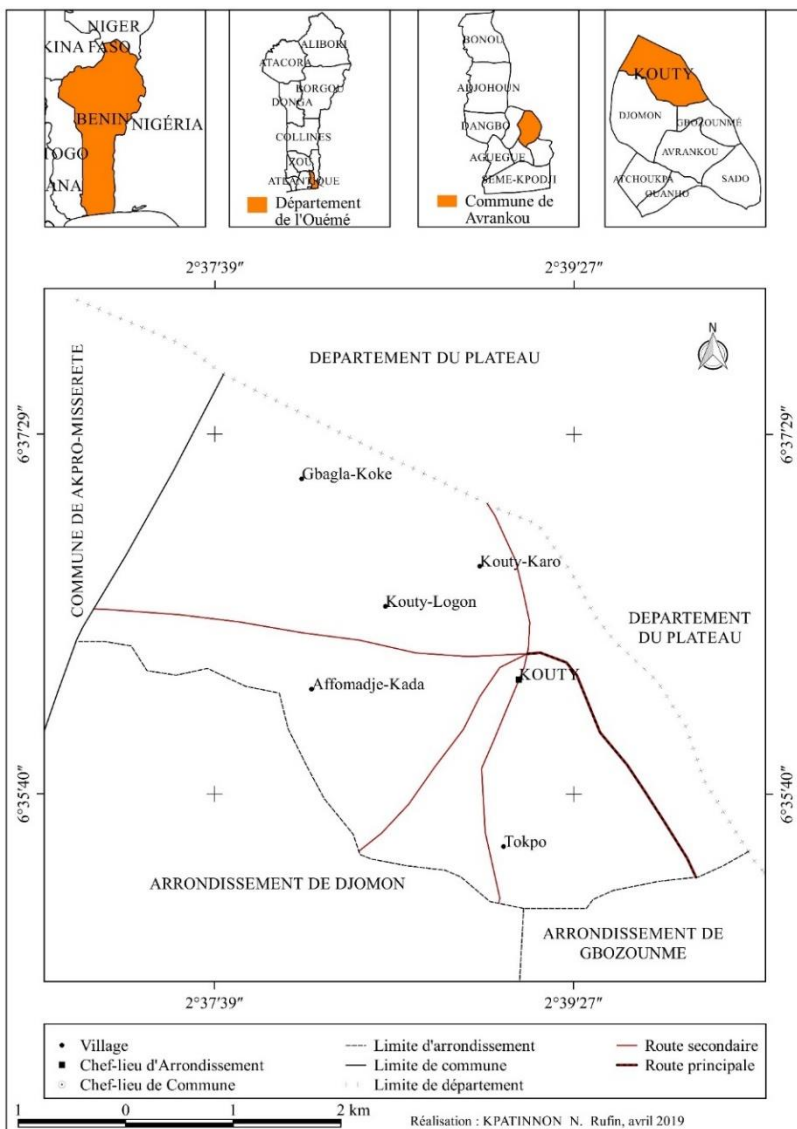 NIGER
KINA FASO
BENIN
NIGÉRIA
TOGO
ANA
ALIBORI
ATACORA
BORGOU
DONGA
COLLINES
ZOU
ATLANTIQUE
Département
de l'Ouémé
BONOU
ADJOHOUN
DANGBO
AGUEGUE
SEME-KPODJI
Commune de
Avrankou
KOUTY
DJOMON
GBOZOUNMÉ
AVRANKOU
ATCHOUKPA
SADO
OUANHO
2°37'39"
2°39'27"
DEPARTEMENT DU PLATEAU
N
COMMUNE DE AKPRO-MISSERETE
6°37'29"
6°37'29"
Gbagla-Koke
Kouty-Karo
Kouty-Logon
DEPARTEMENT
DU PLATEAU
Affomadje-Kada
KOUTY
6°35'40"
6°35'40"
Tokpo
ARRONDISSEMENT DE DJOMON
ARRONDISSEMENT DE
GBOZOUNME
2°37'39"
2°39'27"
Village
Chef-lieu d'Arrondissement
Chef-lieu de Commune
Limite d'arrondissement
Limite de commune
Limite de département
Route secondaire
Route principale
1 0 1 2 km
Réalisation : KPATINNON N. Rufin, avril 2019